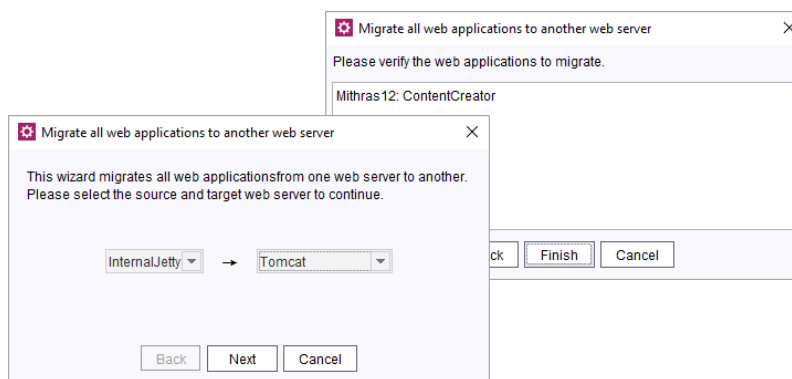 Migrate all web applications to another web server
Please verify the web applications to migrate.
Mithras12: ContentCreator
ck Finish Cancel
Migrate all web applications to another web server
This wizard migrates all web applicationsfrom one web server to another.
Please select the source and target web server to continue.
InternalJetty → Tomcat
Back Next Cancel